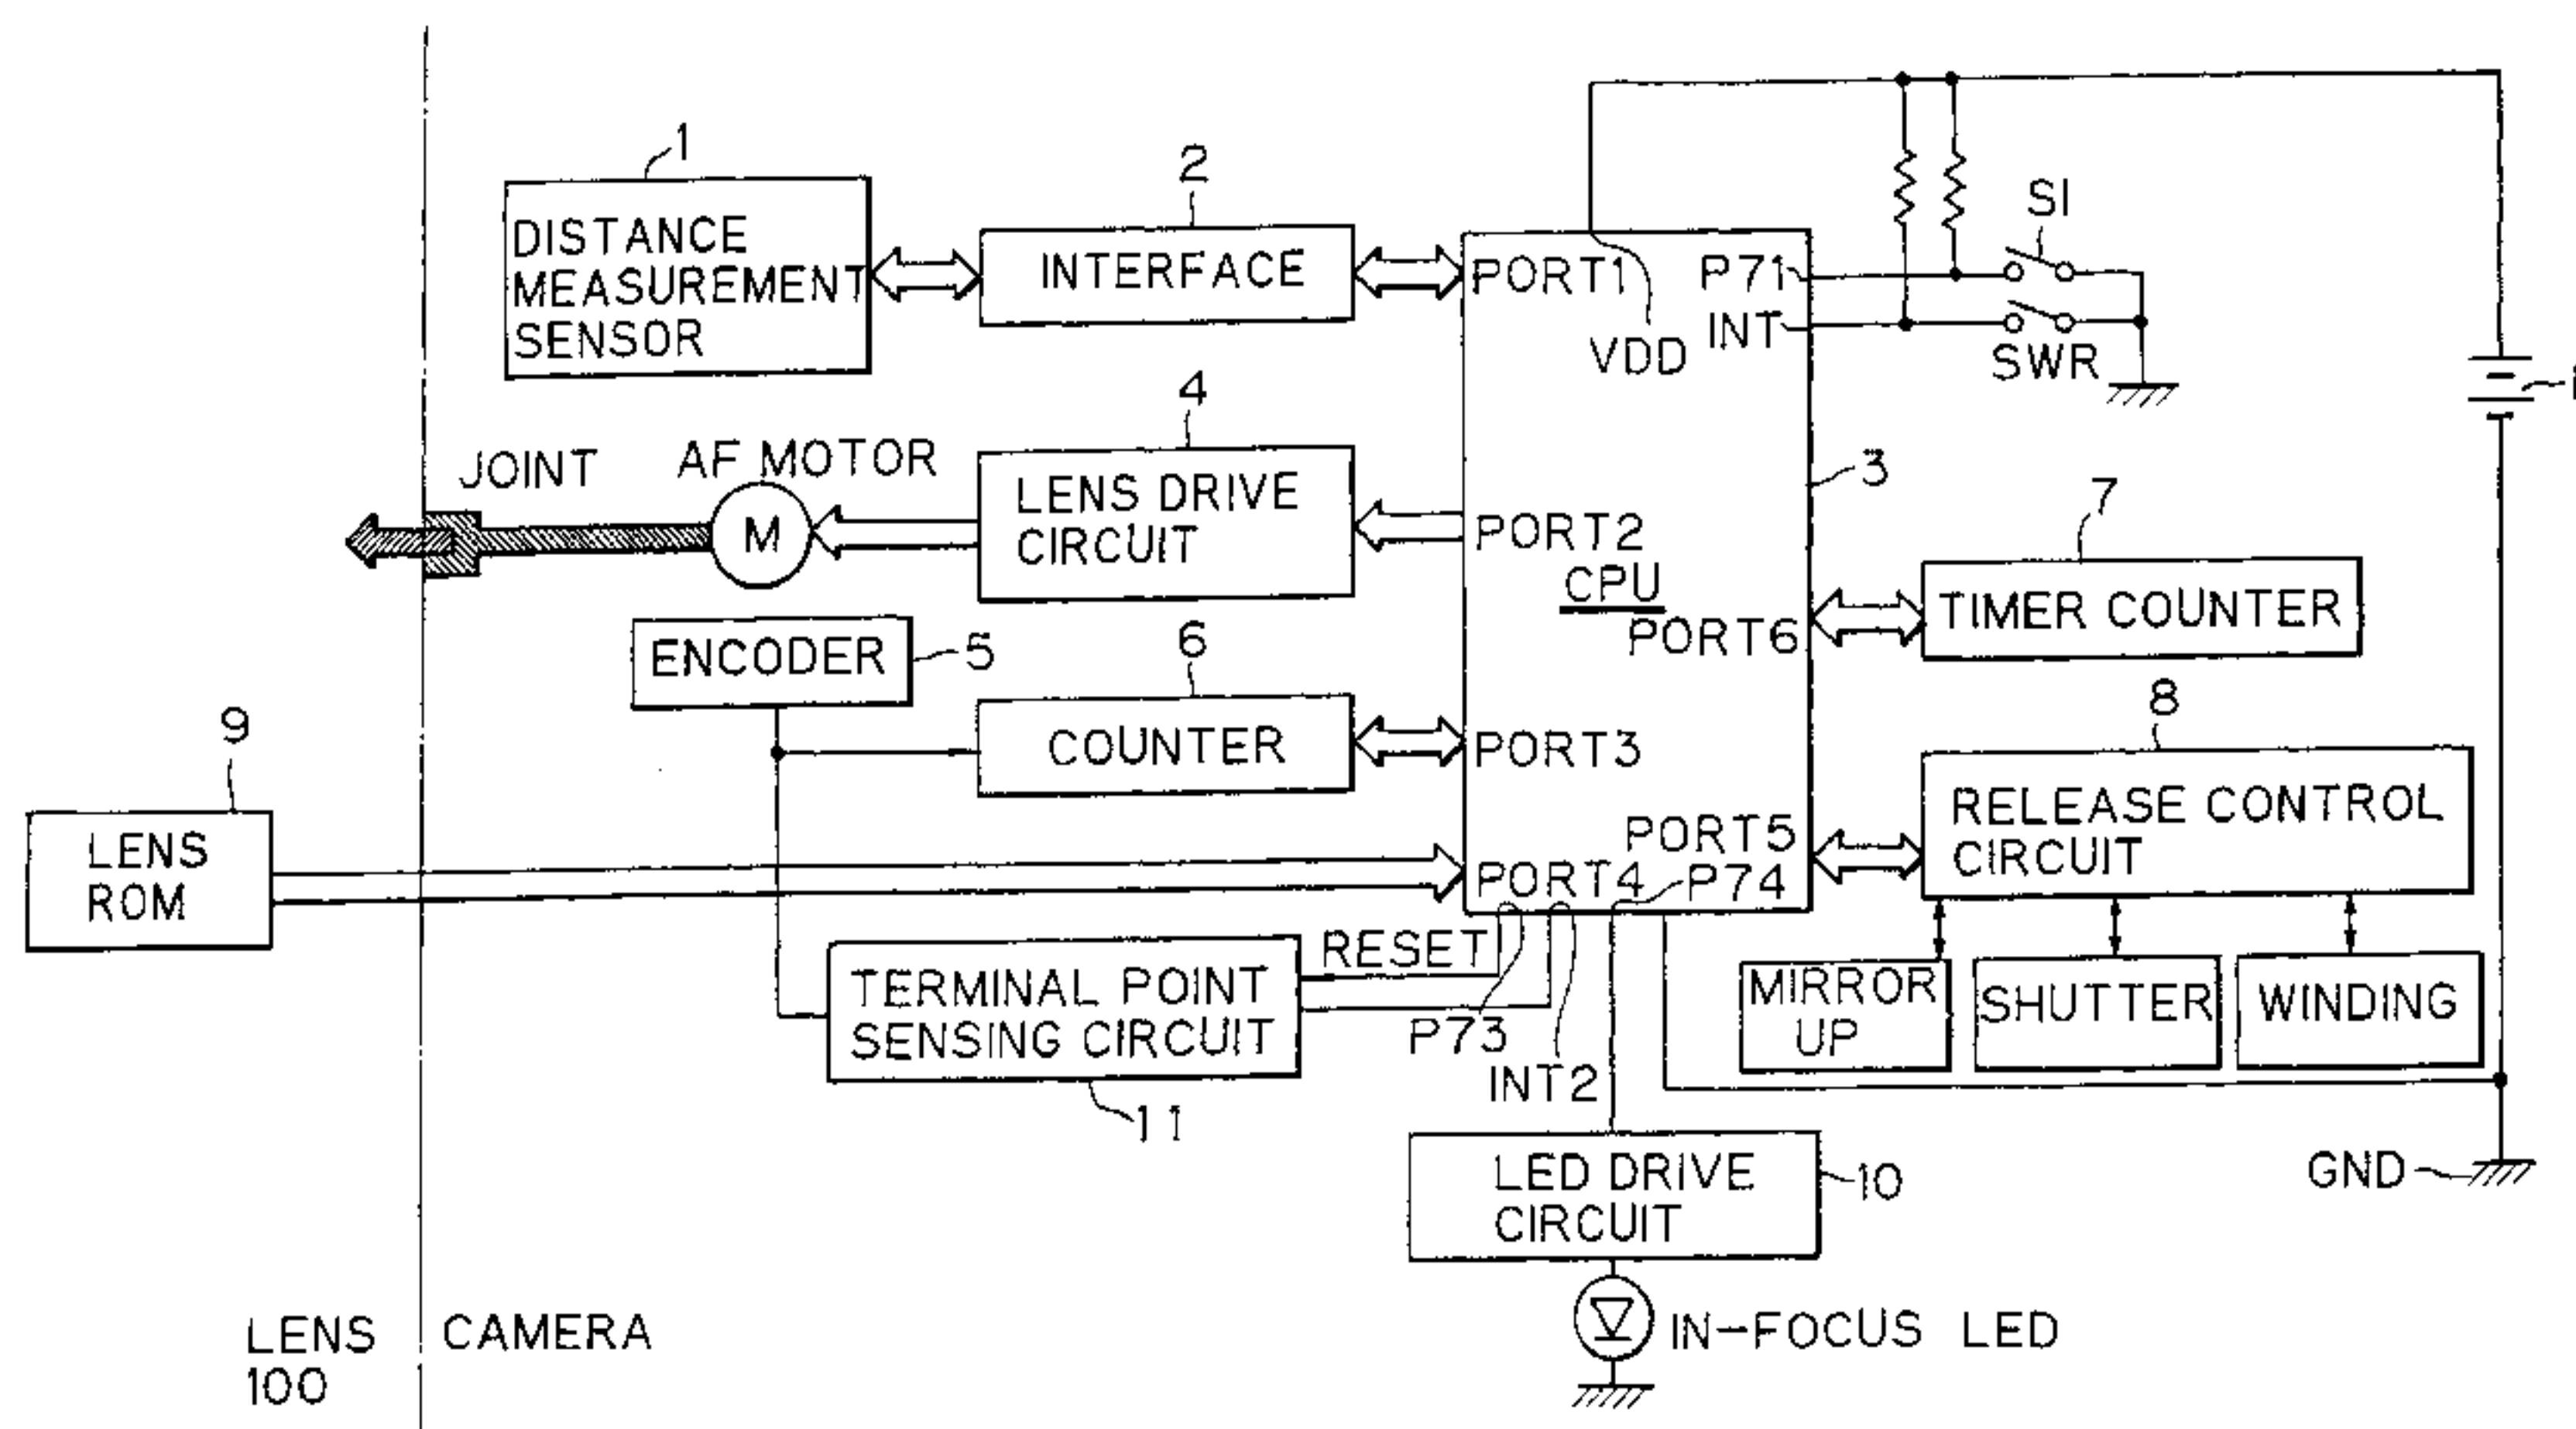 1
DISTANCE
MEASUREMENT
SENSOR
2
INTERFACE
PORT1
VDD
P71
INT
SI
SWR
JOINT
AF MOTOR
M
4
LENS DRIVE
CIRCUIT
PORT2
CPU
3
PORT6
7
TIMER COUNTER
ENCODER
5
6
COUNTER
PORT3
8
RELEASE CONTROL
CIRCUIT
PORT5
9
LENS
ROM
PORT4
P74
MIRROR
UP
SHUTTER
WINDING
TERMINAL POINT
SENSING CIRCUIT
11
RESET
P73
INT2
LED DRIVE
CIRCUIT
10
GND
IN-FOCUS LED
LENS
100
CAMERA